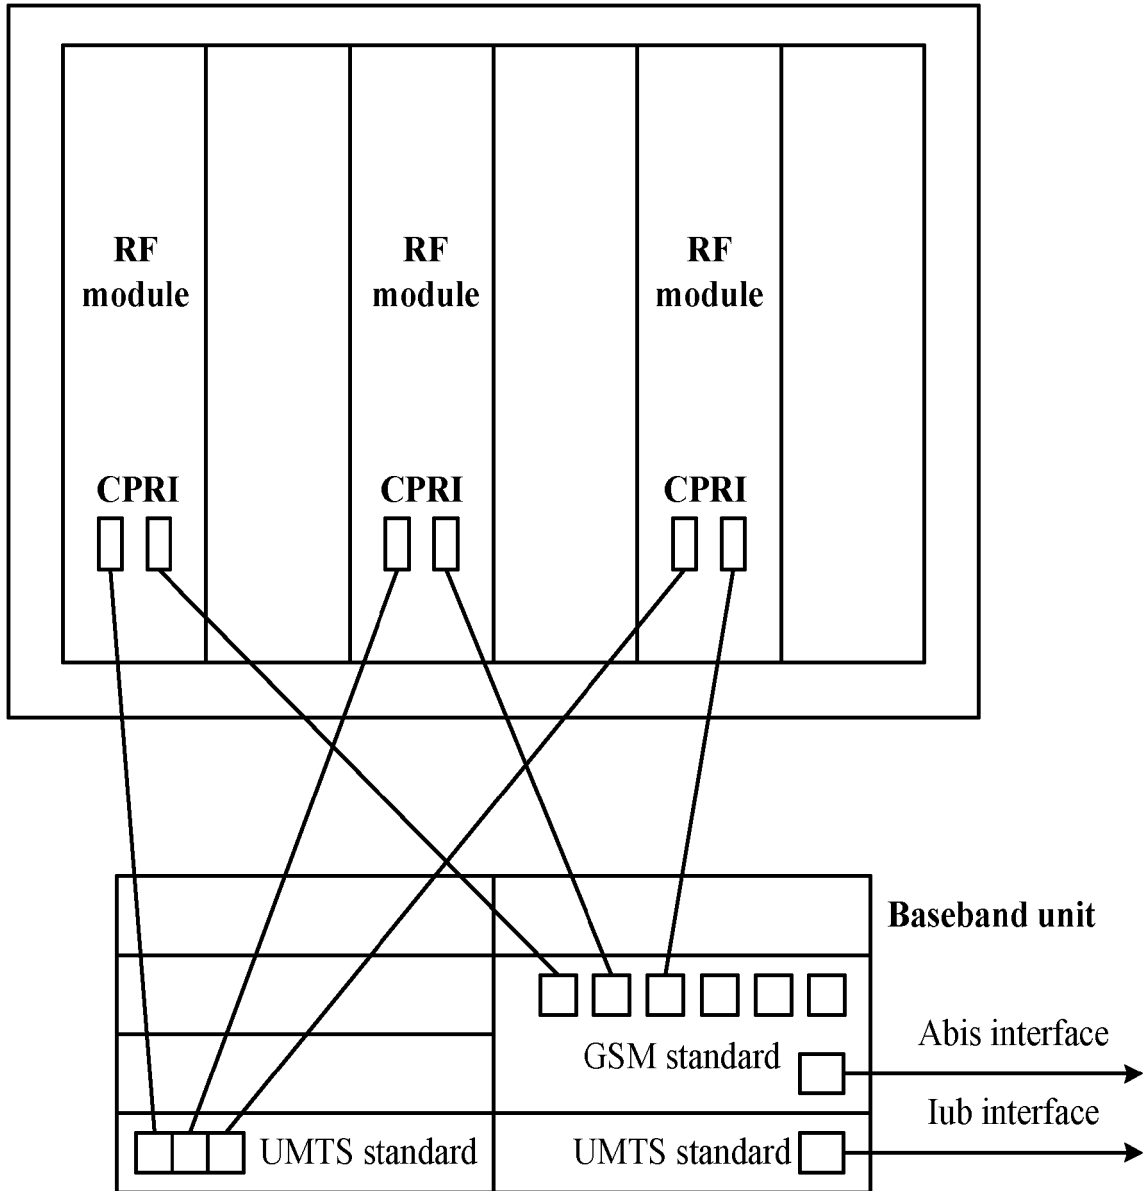 RF
module
RF
module
RF
module
CPRI
CPRI
CPRI
Baseband unit
Abis interface
GSM standard
Iub interface
UMTS standard
UMTS standard